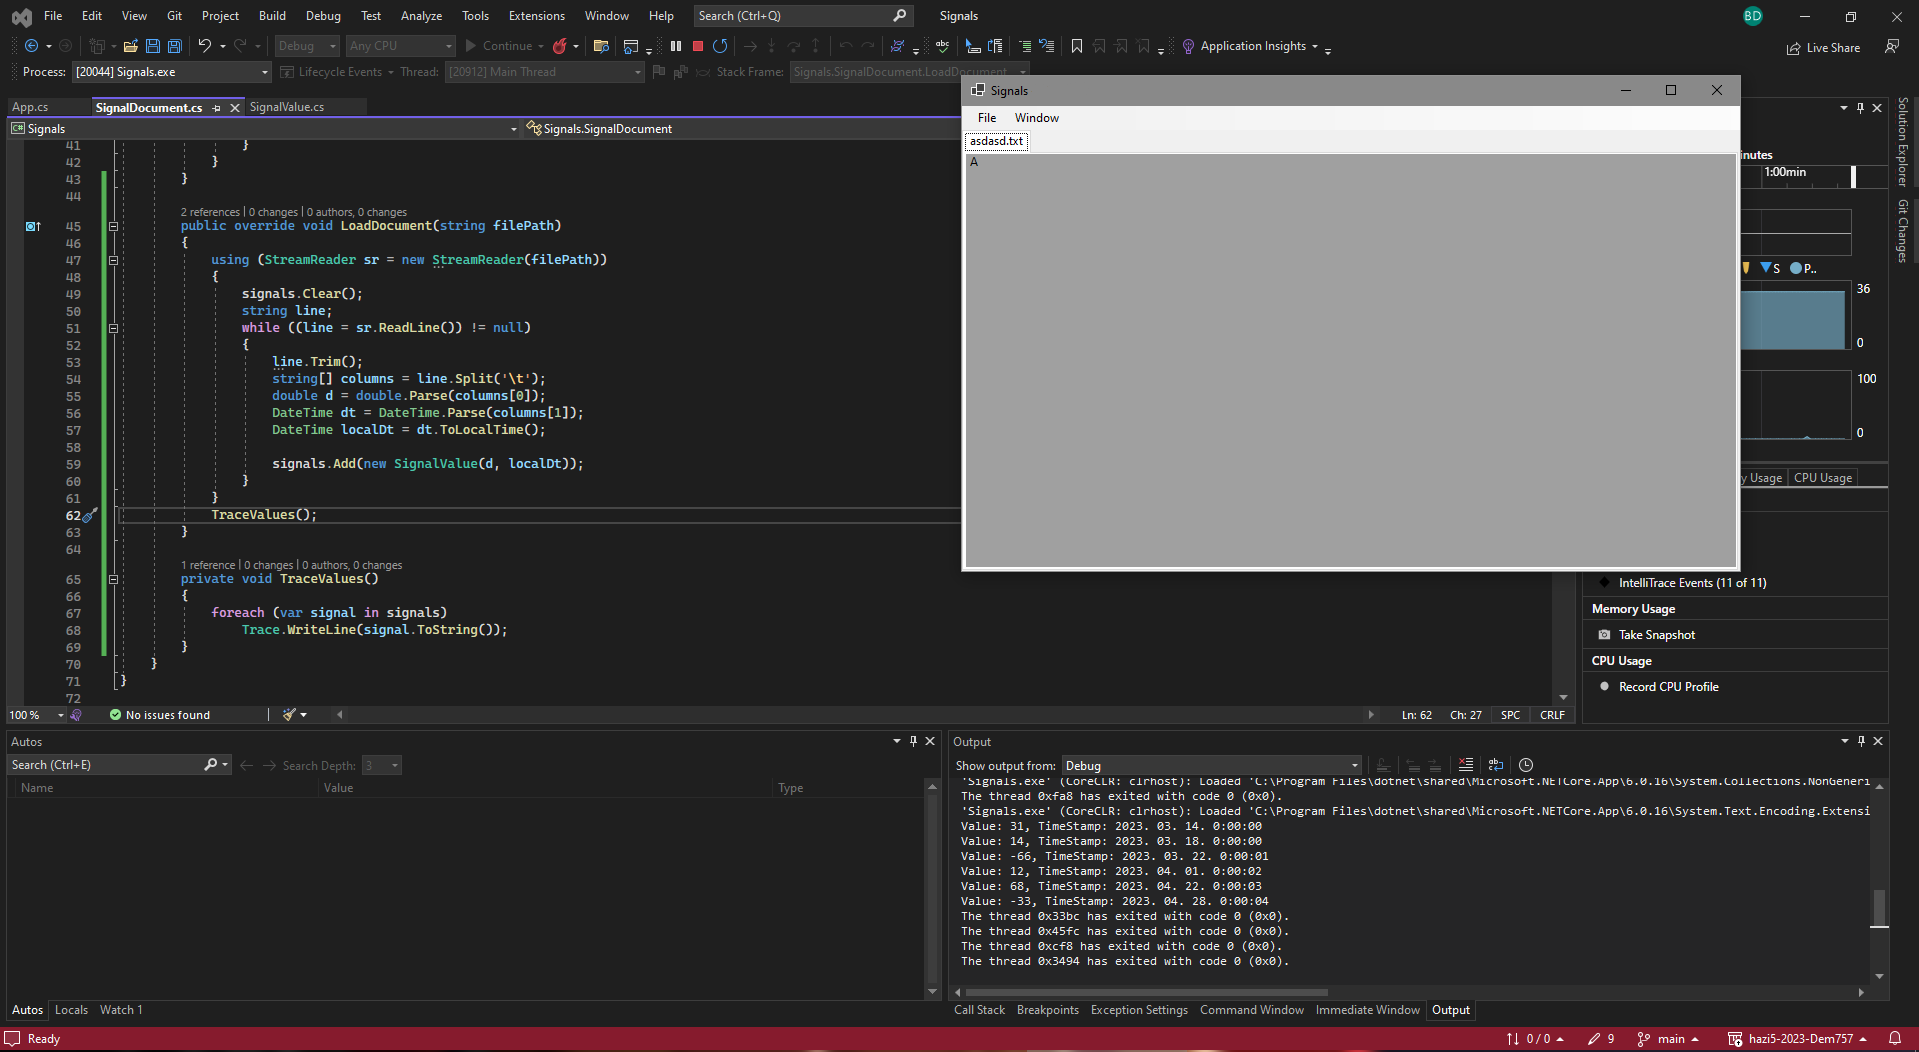 File Edit View Git Project Build Debug Test Analyze Tools Extensions Window Help Search (Ctrl+Q) Signals BD
Debug Any CPU Continue Application Insights Live Share
Process: [20044] Signals.exe Lifecycle Events Thread: [20912] Main Thread Stack Frame: Signals.SignalDocument.LoadDocument
App.cs SignalDocument.cs SignalValue.cs
Signals Signals.SignalDocument
41 }
42 }
43 }
44
2 references | 0 changes | 0 authors, 0 changes
45 public override void LoadDocument(string filePath)
46 {
47 using (StreamReader sr = new StreamReader(filePath))
48 {
49 signals.Clear();
50 string line;
51 while ((line = sr.ReadLine()) != null)
52 {
53 line.Trim();
54 string[] columns = line.Split('\t');
55 double d = double.Parse(columns[0]);
56 DateTime dt = DateTime.Parse(columns[1]);
57 DateTime localDt = dt.ToLocalTime();
58
59 signals.Add(new SignalValue(d, localDt));
60 }
61 }
62 TraceValues();
63 }
64
1 reference | 0 changes | 0 authors, 0 changes
65 private void TraceValues()
66 {
67 foreach (var signal in signals)
68 Trace.WriteLine(signal.ToString());
69 }
70 }
71 }
72
100 % No issues found Ln: 62 Ch: 27 SPC CRLF
Signals
File Window
asdasd.txt
A
inutes
1:00min
S P..
36
0
100
0
y Usage CPU Usage
IntelliTrace Events (11 of 11)
Memory Usage
Take Snapshot
CPU Usage
Record CPU Profile
Solution Explorer
Git Changes
Autos
Search (Ctrl+E) Search Depth: 3
Name Value Type
Autos Locals Watch 1
Output
Show output from: Debug
'Signals.exe' (CoreCLR: clrhost): Loaded 'C:\Program Files\dotnet\shared\Microsoft.NETCore.App\6.0.16\System.Collections.NonGeneri
The thread 0xfa8 has exited with code 0 (0x0).
'Signals.exe' (CoreCLR: clrhost): Loaded 'C:\Program Files\dotnet\shared\Microsoft.NETCore.App\6.0.16\System.Text.Encoding.Extensi
Value: 31, TimeStamp: 2023. 03. 14. 0:00:00
Value: 14, TimeStamp: 2023. 03. 18. 0:00:00
Value: -66, TimeStamp: 2023. 03. 22. 0:00:01
Value: 12, TimeStamp: 2023. 04. 01. 0:00:02
Value: 68, TimeStamp: 2023. 04. 22. 0:00:03
Value: -33, TimeStamp: 2023. 04. 28. 0:00:04
The thread 0x33bc has exited with code 0 (0x0).
The thread 0x45fc has exited with code 0 (0x0).
The thread 0xcf8 has exited with code 0 (0x0).
The thread 0x3494 has exited with code 0 (0x0).
Call Stack Breakpoints Exception Settings Command Window Immediate Window Output
Ready 0 / 0 9 main hazi5-2023-Dem757